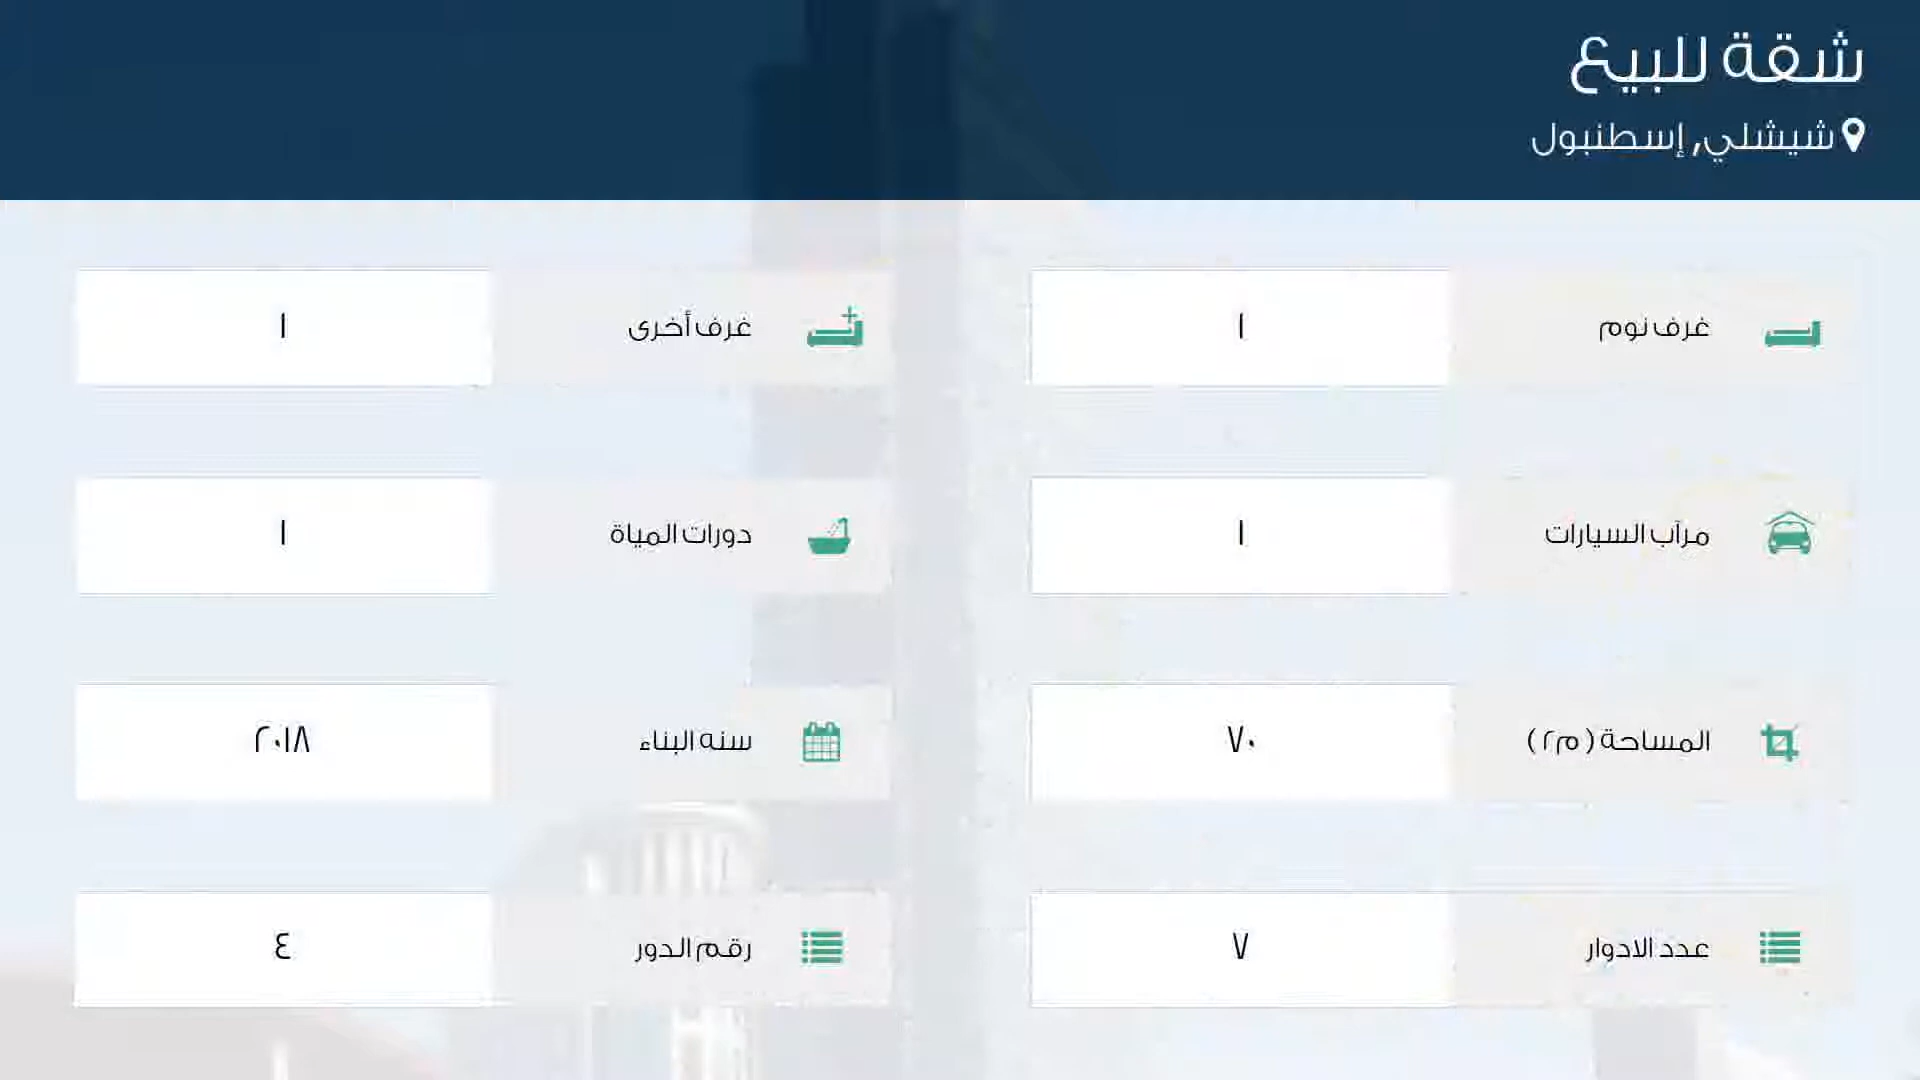 شقة للبيع
شيشلي, إسطنبول
غرف نوم
١
غرف أخرى
١
مرآب السيارات
١
دورات المياة
١
المساحة ( م٢ )
٧٠
سنه البناء
٢٠١٨
عدد الادوار
٧
رقم الدور
٤